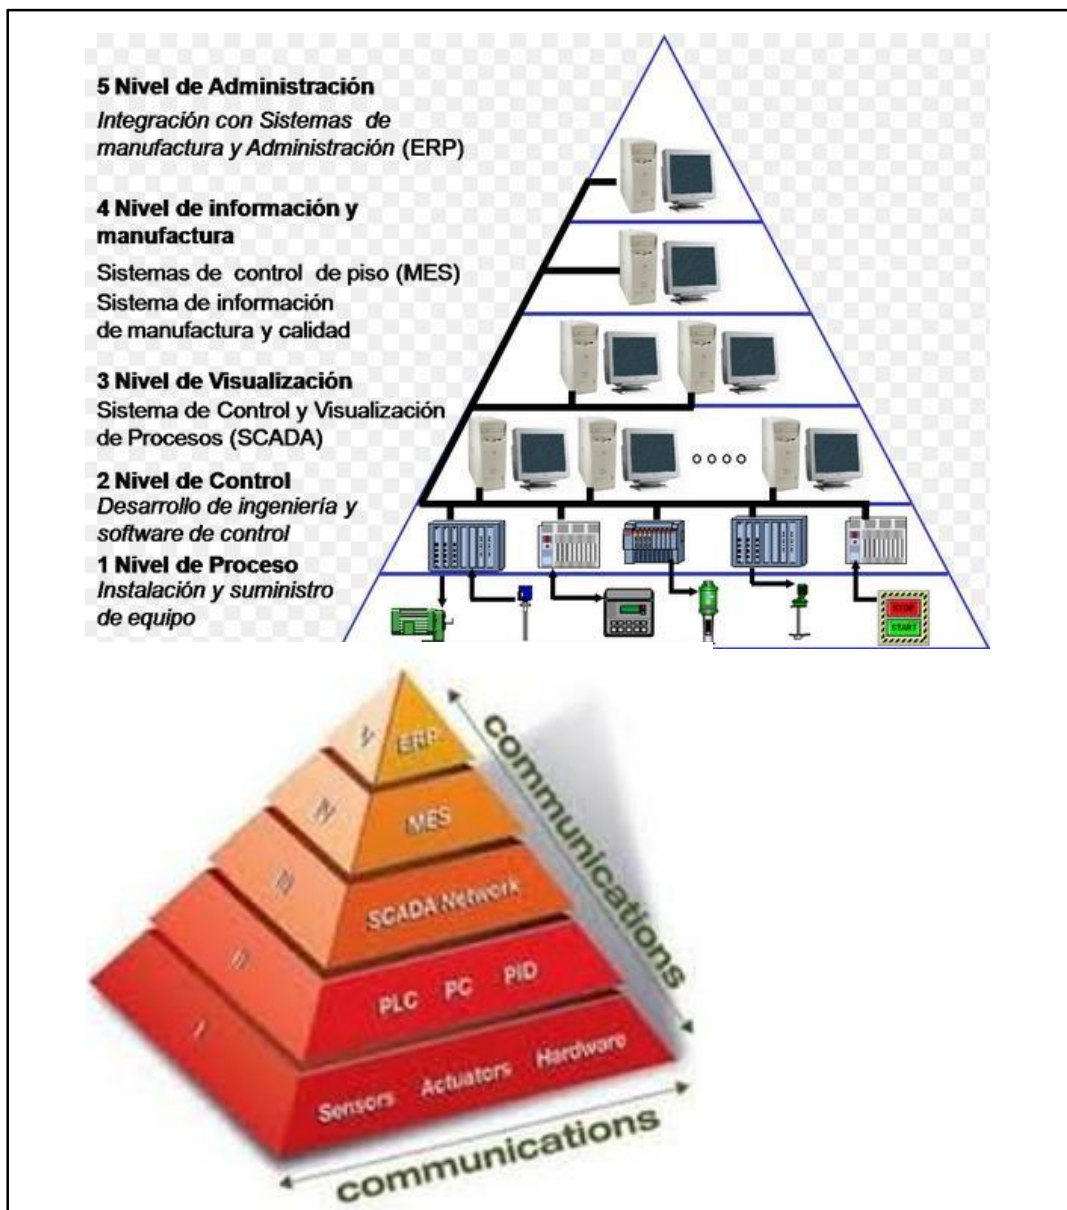 5 Nivel de Administración
Integración con Sistemas de
manufactura y Administración (ERP)
4 Nivel de información y
manufactura
Sistemas de control de piso (MES)
Sistema de información
de manufactura y calidad
3 Nivel de Visualización
Sistema de Control y Visualización
de Procesos (SCADA)
2 Nivel de Control
Desarrollo de ingeniería y
software de control
1 Nivel de Proceso
Instalación y suministro
de equipo
STOP
START
V ERP
IV MES
III SCADA Network
II PLC PC PID
I Sensors Actuators Hardware
communications
communications